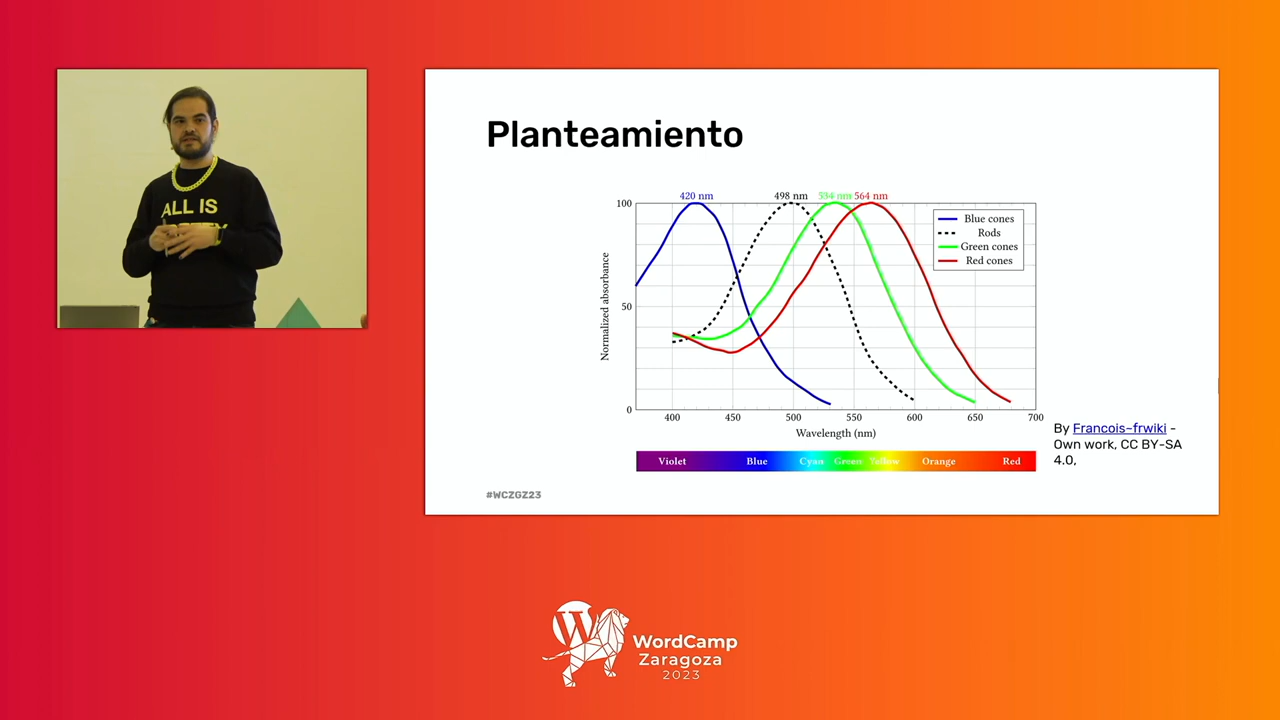 ALL IS
Planteamiento
420 nm
498 nm
534 nm
564 nm
100
50
0
Normalized absorbance
Blue cones
Rods
Green cones
Red cones
400 450 500 550 600 650 700
Wavelength (nm)
Violet Blue Cyan Green Yellow Orange Red
By Francois~frwiki -
Own work, CC BY-SA
4.0,
#WCZGZ23
W
WordCamp
Zaragoza
2023